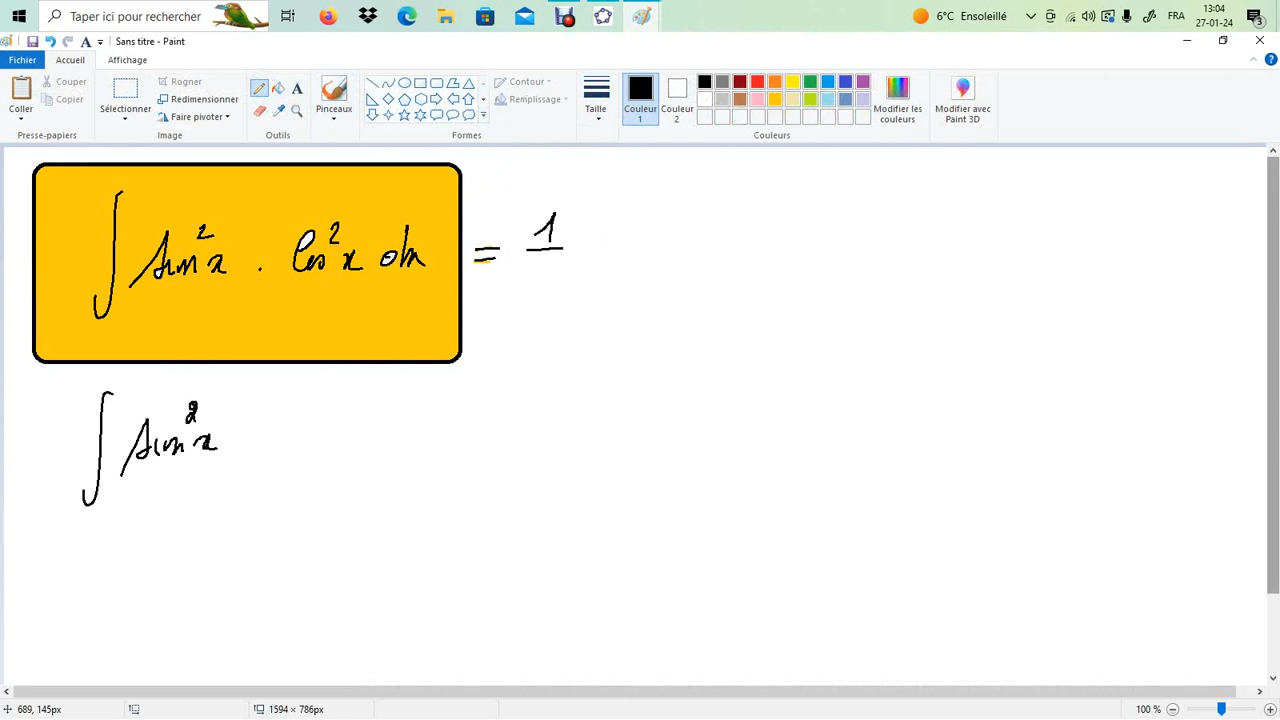 Taper ici pour rechercher
6°C Ensoleillé
FRA
13:04
27-01-24
3
Sans titre - Paint
Fichier
Accueil
Affichage
Coller
Couper
Copier
Presse-papiers
Sélectionner
Rogner
Redimensionner
Faire pivoter
Image
A
Outils
Pinceaux
Contour
Remplissage
Formes
Taille
Couleur 1
Couleur 2
Modifier les couleurs
Couleurs
Modifier avec Paint 3D
∫ sin²x . cos²x dx = 1
∫ sin²x
689, 145px
1594 × 786px
100 %